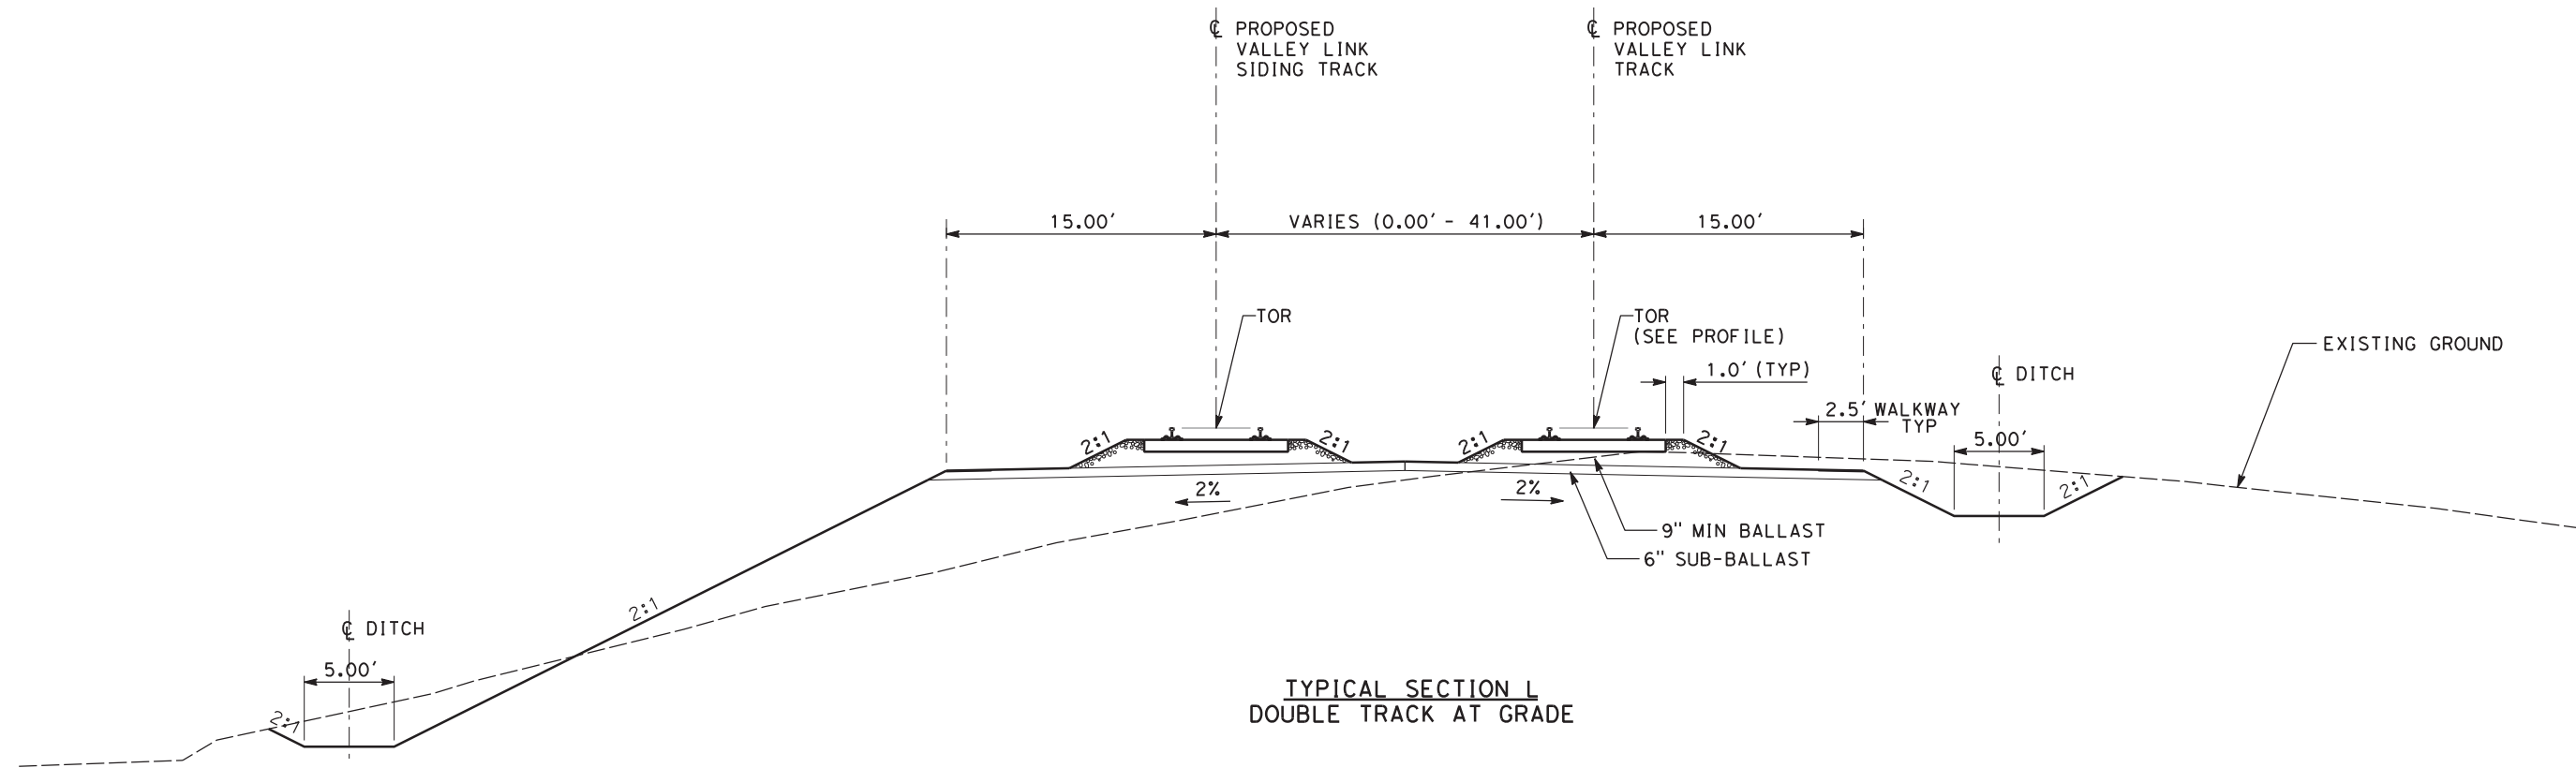 ℄ PROPOSED
VALLEY LINK
SIDING TRACK
℄ PROPOSED
VALLEY LINK
TRACK
15.00'
VARIES (0.00' - 41.00')
15.00'
TOR
TOR
(SEE PROFILE)
1.0' (TYP)
EXISTING GROUND
℄ DITCH
2.5' WALKWAY
TYP
5.00'
2:1
2:1
2:1
2:1
2:1
2:1
2%
2%
9" MIN BALLAST
6" SUB-BALLAST
2:1
℄ DITCH
5.00'
2:1
TYPICAL SECTION L
DOUBLE TRACK AT GRADE